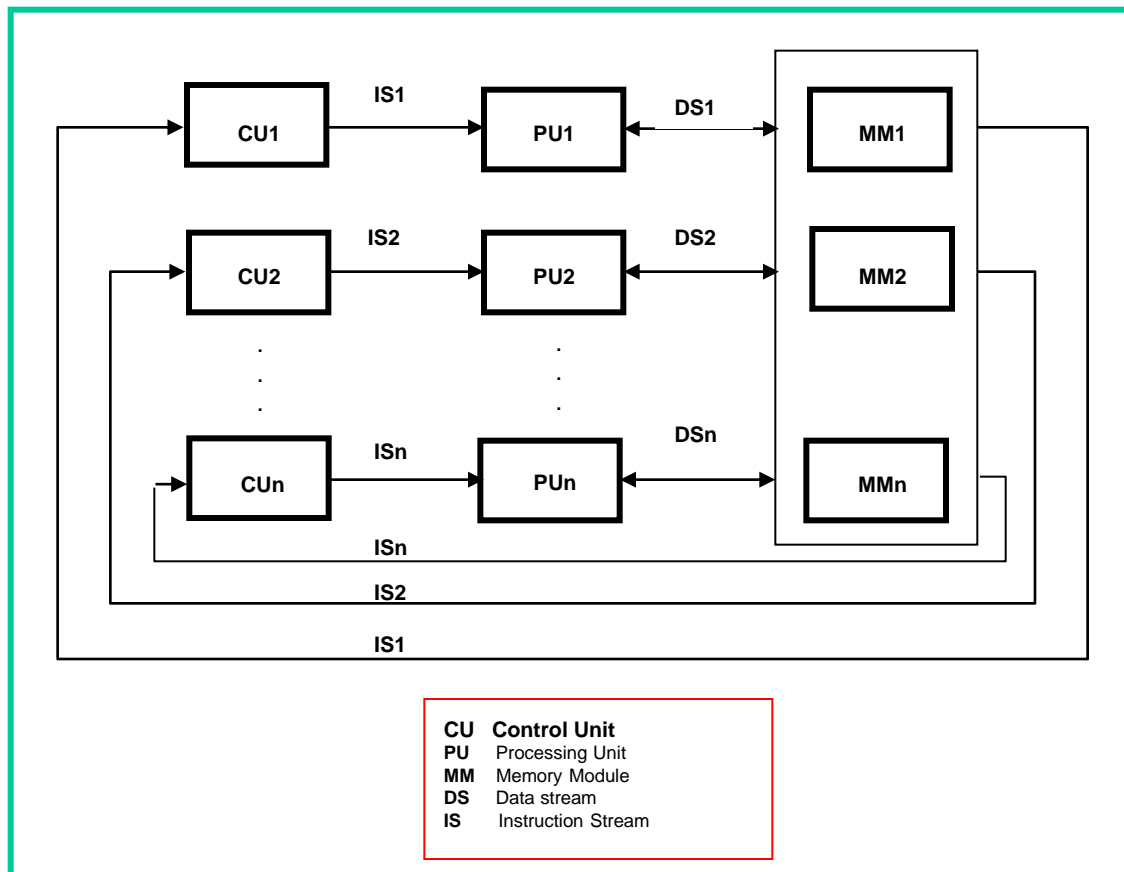 IS1 DS1
CU1 PU1 MM1
IS2 DS2
CU2 PU2 MM2
. .
. .
. .
ISn DSn
CUn PUn MMn
ISn
IS2
IS1
CU Control Unit
PU Processing Unit
MM Memory Module
DS Data stream
IS Instruction Stream